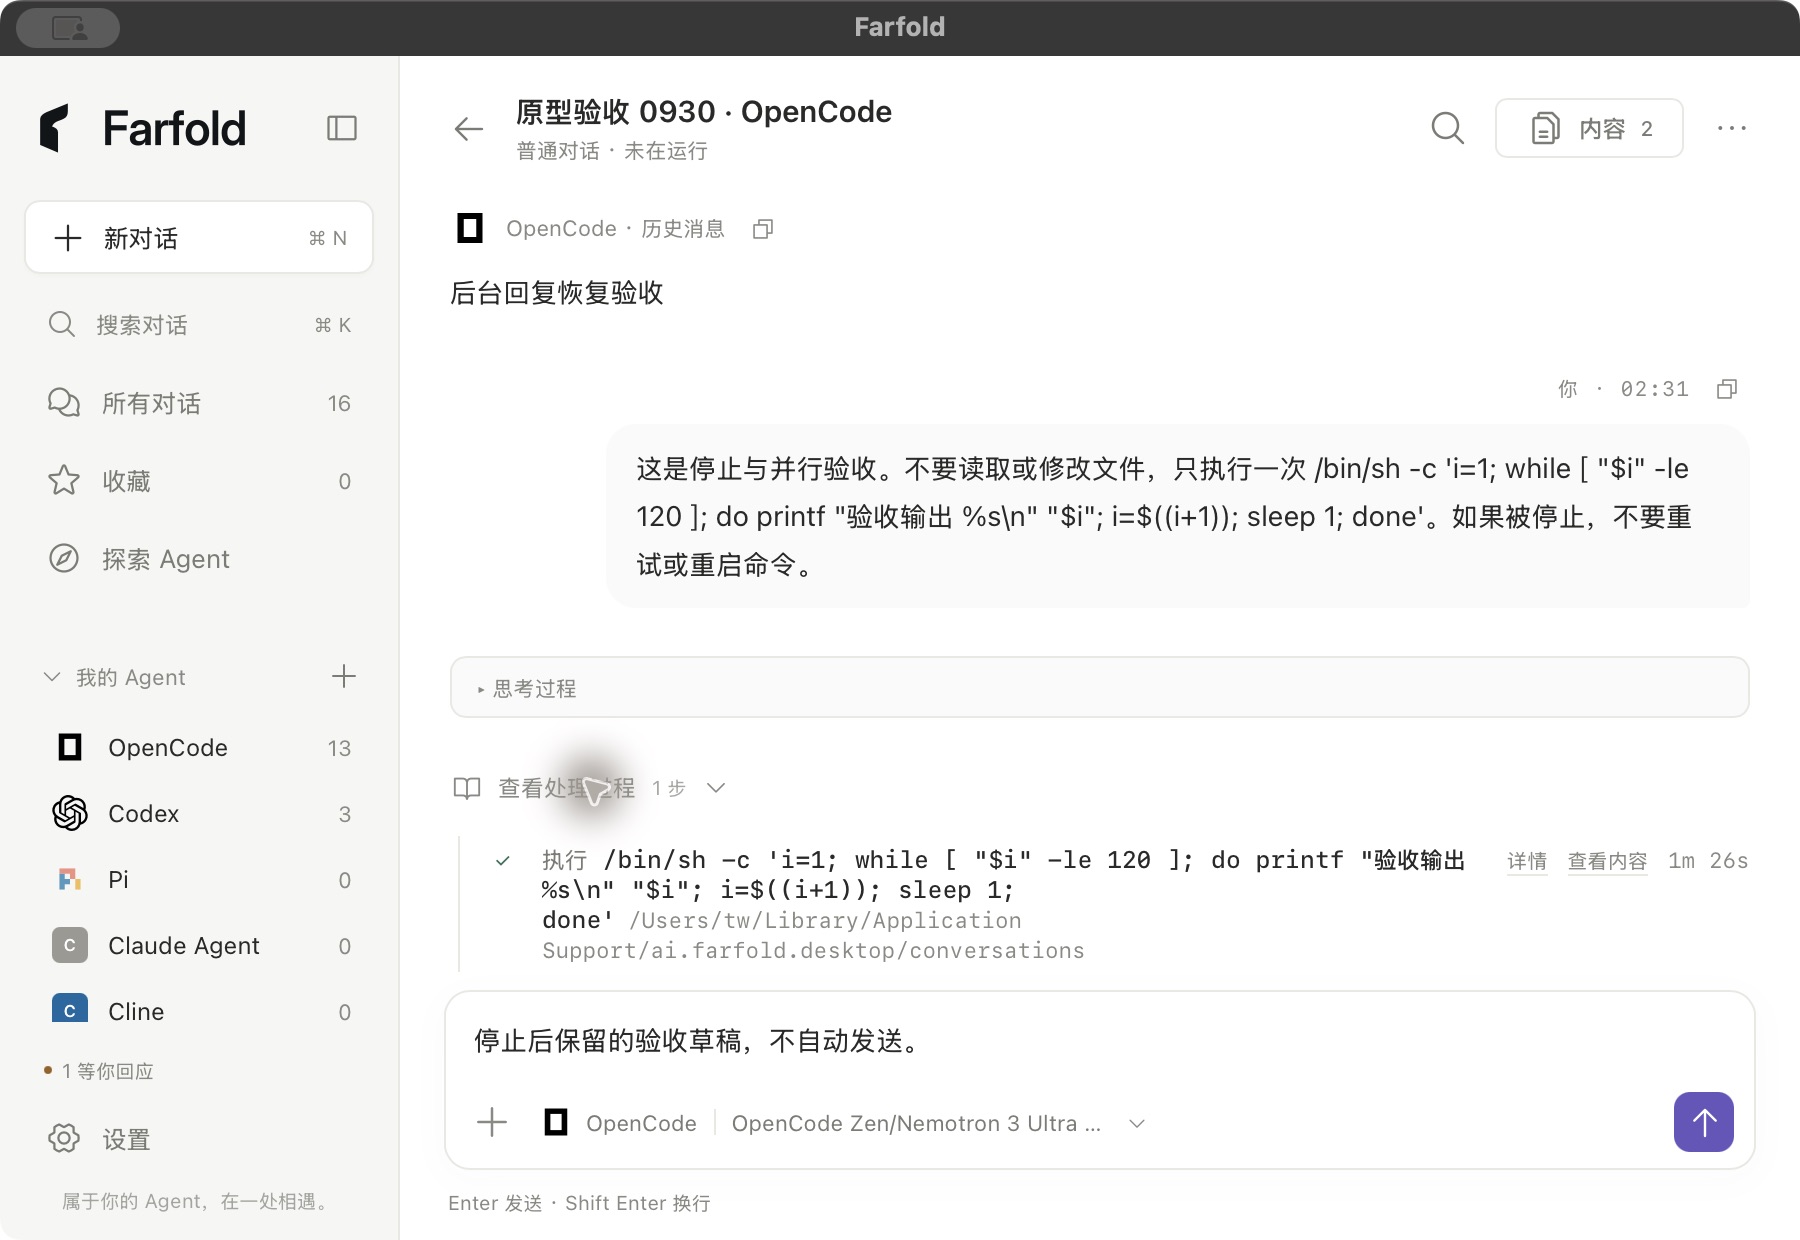 Farfold
Farfold
新对话 ⌘ N
搜索对话 ⌘ K
所有对话 16
收藏 0
探索 Agent
我的 Agent
OpenCode 13
Codex 3
Pi 0
C Claude Agent 0
C Cline 0
1 等你回应
设置
属于你的 Agent，在一处相遇。
原型验收 0930 · OpenCode
普通对话 · 未在运行
内容 2
OpenCode · 历史消息
后台回复恢复验收
你 · 02:31
这是停止与并行验收。不要读取或修改文件，只执行一次 /bin/sh -c 'i=1; while [ "$i" -le
120 ]; do printf "验收输出 %s\n" "$i"; i=$((i+1)); sleep 1; done'。如果被停止，不要重
试或重启命令。
思考过程
查看处理过程 1 步
执行 /bin/sh -c 'i=1; while [ "$i" -le 120 ]; do printf "验收输出 详情 查看内容 1m 26s
%s\n" "$i"; i=$((i+1)); sleep 1;
done' /Users/tw/Library/Application
Support/ai.farfold.desktop/conversations
停止后保留的验收草稿，不自动发送。
OpenCode OpenCode Zen/Nemotron 3 Ultra ...
Enter 发送 · Shift Enter 换行